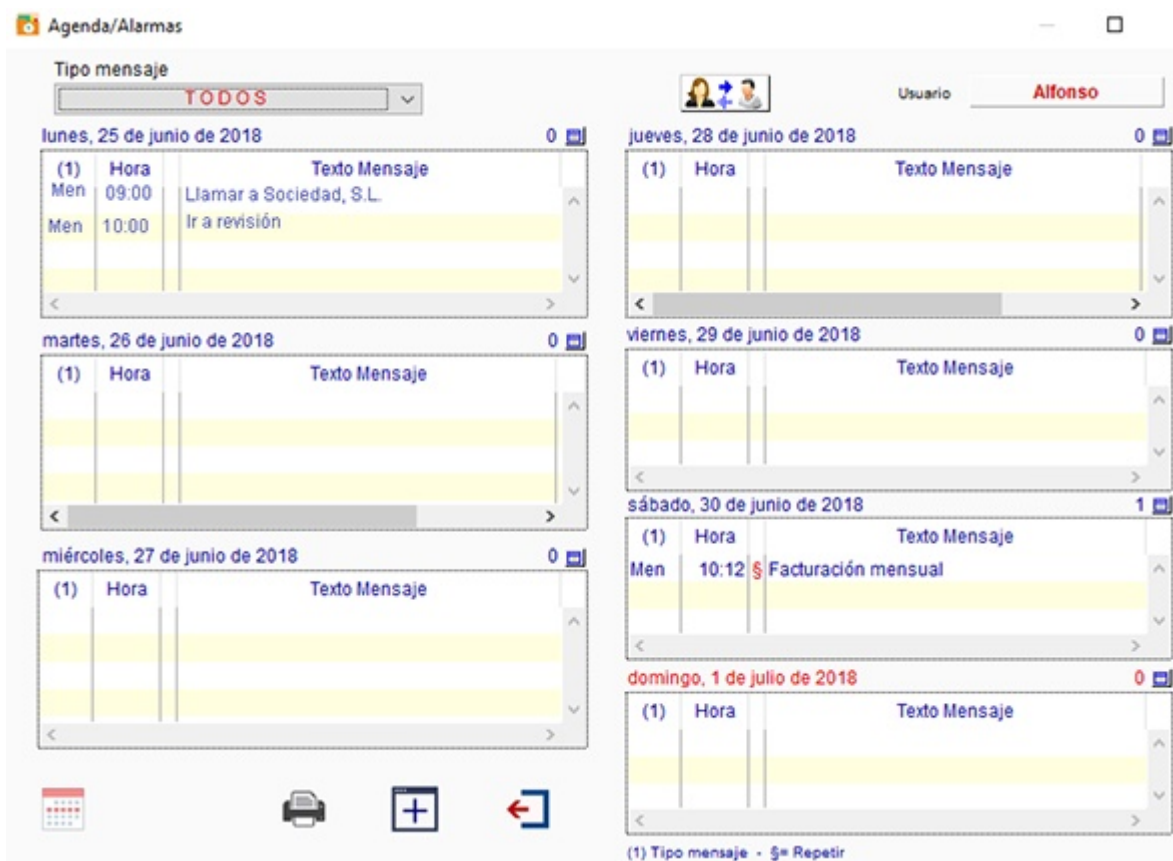 Agenda/Alarmas
Tipo mensaje
TODOS
Usuario Alfonso
lunes, 25 de junio de 2018 0
(1) Hora Texto Mensaje
Men 09:00 Llamar a Sociedad, S.L.
Men 10:00 Ir a revisión
martes, 26 de junio de 2018 0
(1) Hora Texto Mensaje
miércoles, 27 de junio de 2018 0
(1) Hora Texto Mensaje
jueves, 28 de junio de 2018 0
(1) Hora Texto Mensaje
viernes, 29 de junio de 2018 0
(1) Hora Texto Mensaje
sábado, 30 de junio de 2018 1
(1) Hora Texto Mensaje
Men 10:12 § Facturación mensual
domingo, 1 de julio de 2018 0
(1) Hora Texto Mensaje
(1) Tipo mensaje - §= Repetir